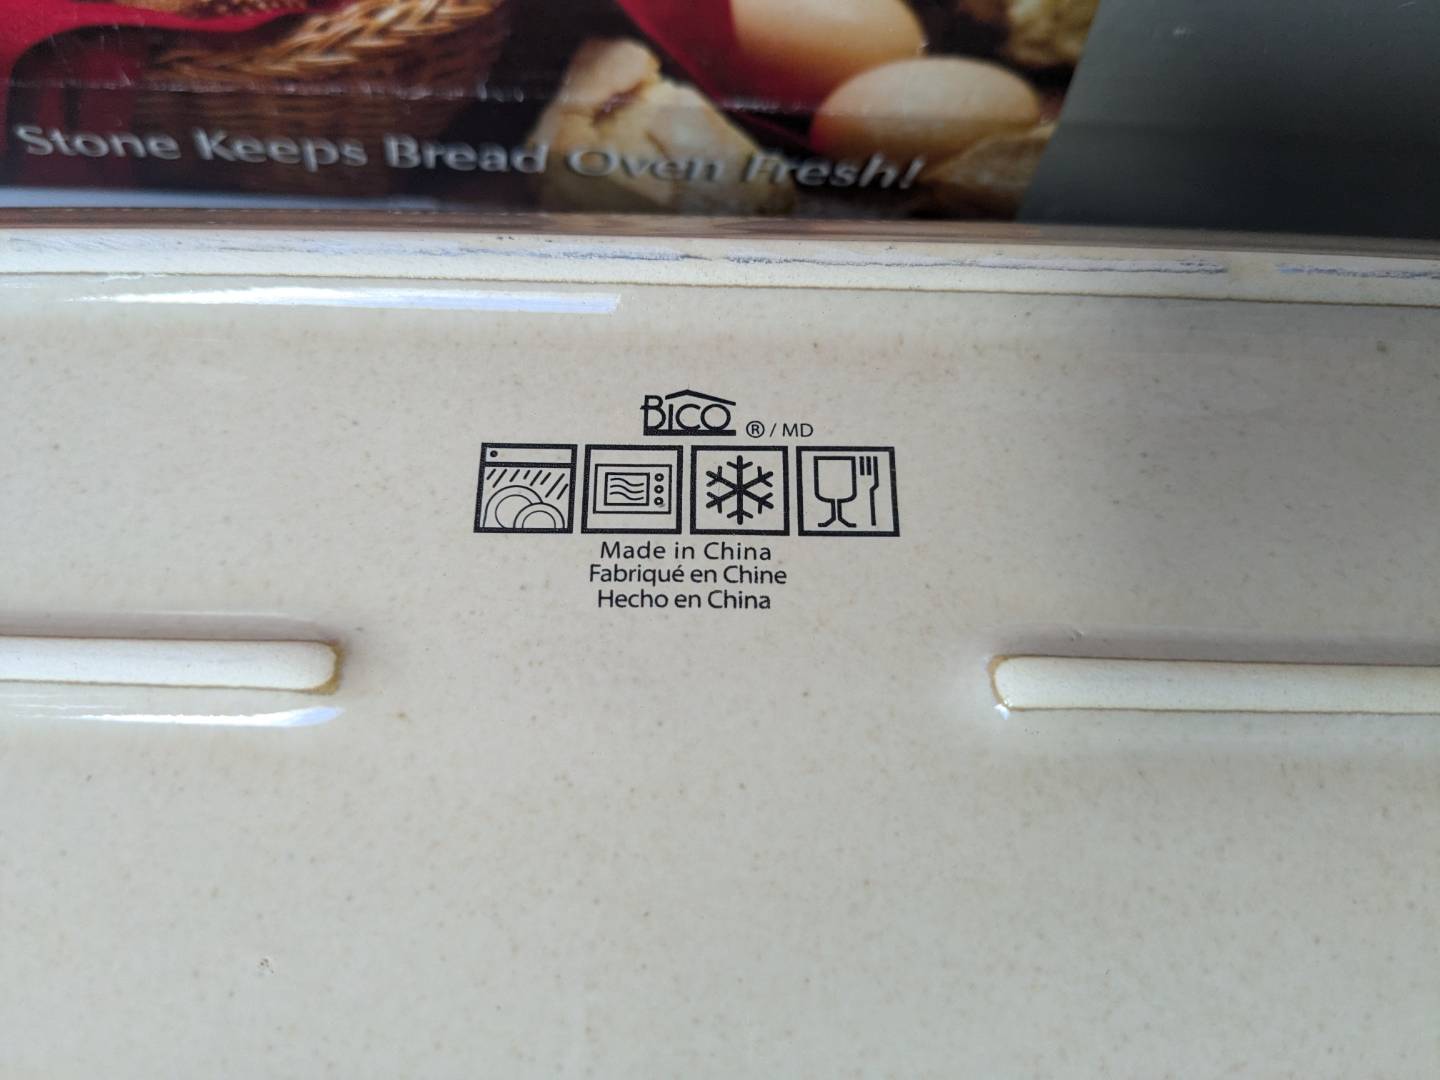 Stone Keeps Bread Oven Fresh!
BICO ® / MD
Made in China
Fabriqué en Chine
Hecho en China